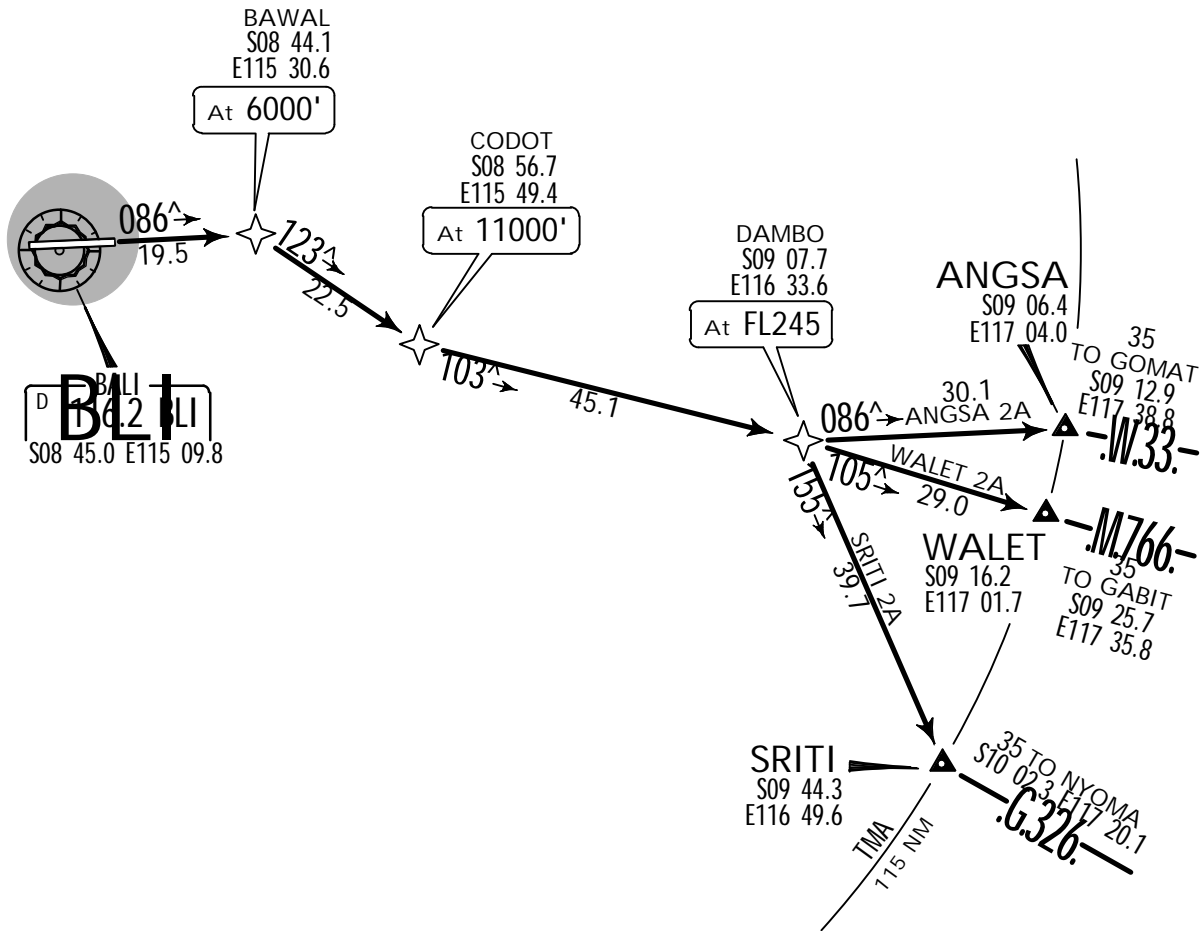 BAWAL
S08 44.1
E115 30.6
At 6000'
CODOT
S08 56.7
E115 49.4
At 11000'
DAMBO
S09 07.7
E116 33.6
At FL245
ANGSA
S09 06.4
E117 04.0
35
TO GOMAT
S09 12.9
E117 38.8
086^
19.5
123^
22.5
103^
45.1
30.1
086^
ANGSA 2A
.W.33.
BALI
D
116.2 BLI
BLI
S08 45.0 E115 09.8
WALET 2A
105^
29.0
155^
SRITI 2A
39.7
.M.766.
WALET
S09 16.2
E117 01.7
35
TO GABIT
S09 25.7
E117 35.8
SRITI
S09 44.3
E116 49.6
35 TO NYOMA
S10 02.3 E117 20.1
.G.326.
TMA
115 NM